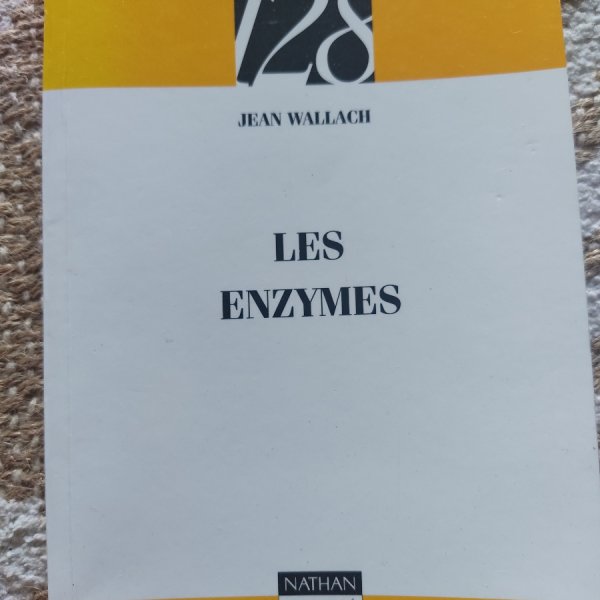 128
JEAN WALLACH
LES
ENZYMES
NATHAN